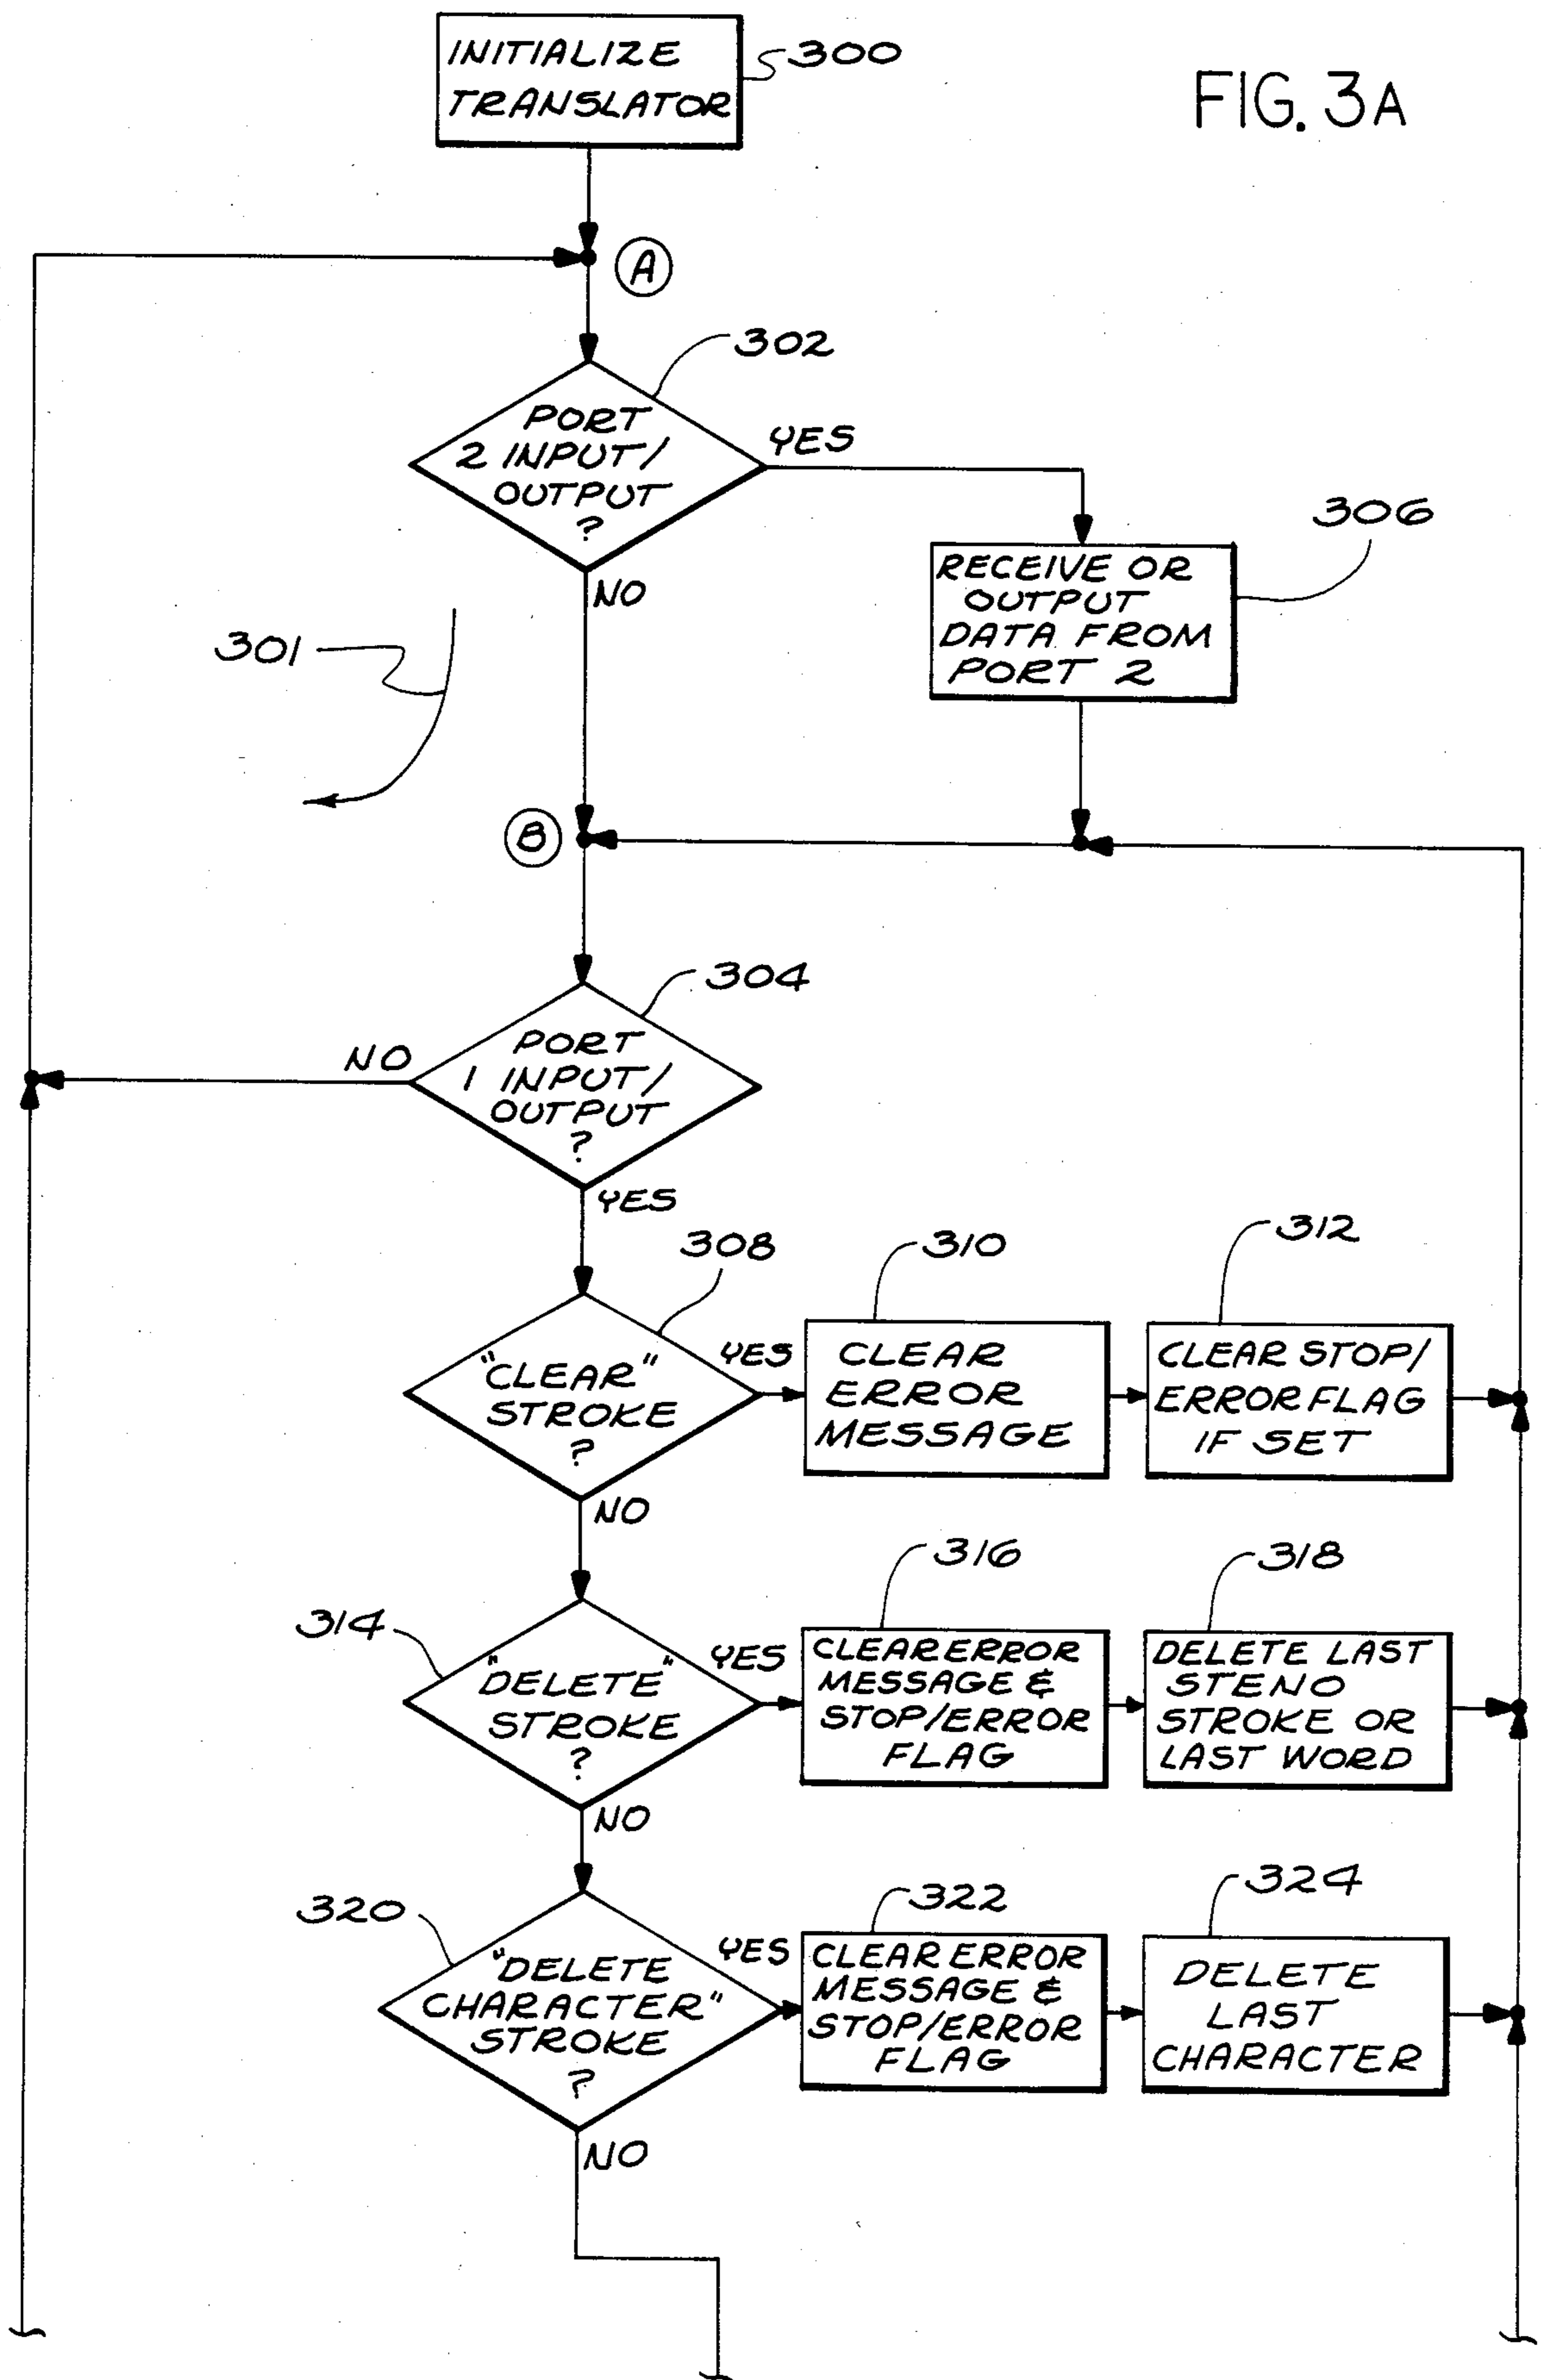 INITIALIZE
TRANSLATOR
300
FIG. 3A
A
302
PORT
2 INPUT/
OUTPUT
?
YES
NO
306
RECEIVE OR
OUTPUT
DATA FROM
PORT 2
301
B
304
PORT
1 INPUT/
OUTPUT
?
NO
YES
308
"CLEAR"
STROKE
?
YES
NO
310
CLEAR
ERROR
MESSAGE
312
CLEAR STOP/
ERROR FLAG
IF SET
314
"DELETE"
STROKE
?
YES
NO
316
CLEAR ERROR
MESSAGE &
STOP/ERROR
FLAG
318
DELETE LAST
STENO
STROKE OR
LAST WORD
320
"DELETE
CHARACTER"
STROKE
?
YES
NO
322
CLEAR ERROR
MESSAGE &
STOP/ERROR
FLAG
324
DELETE
LAST
CHARACTER